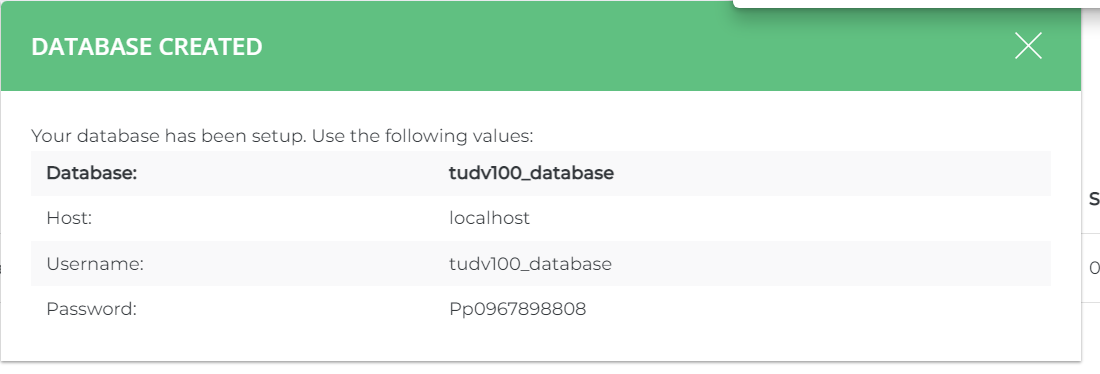 DATABASE CREATED
Your database has been setup. Use the following values:
Database: tudv100_database
Host: localhost
Username: tudv100_database
Password: Pp0967898808
S
0